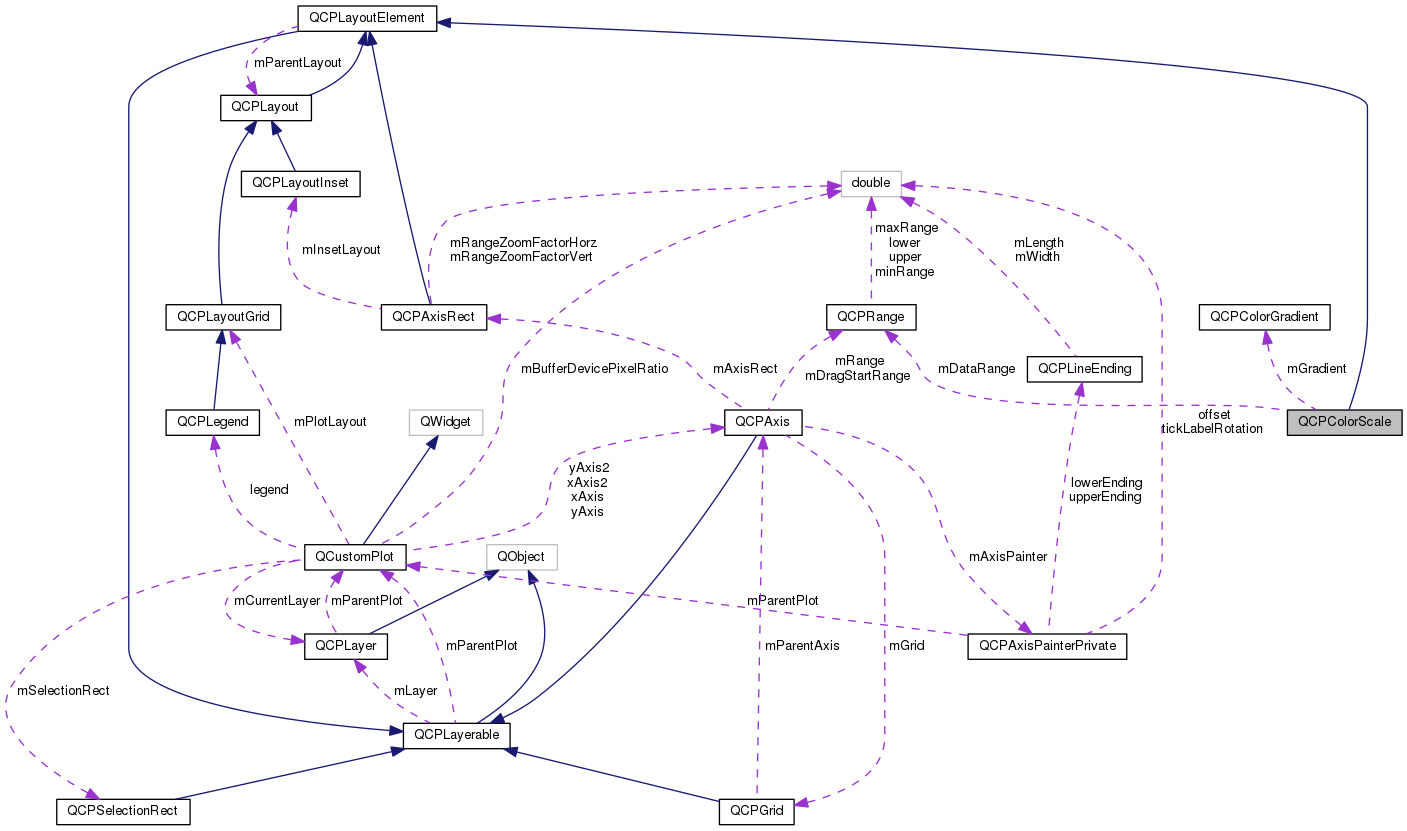 QCPLayoutElement
mParentLayout
QCPLayout
QCPLayoutInset
double
mRangeZoomFactorHorz
mRangeZoomFactorVert
mInsetLayout
maxRange
lower
upper
minRange
mLength
mWidth
QCPLayoutGrid
QCPAxisRect
QCPRange
QCPColorGradient
mBufferDevicePixelRatio
mAxisRect
mRange
mDragStartRange
mDataRange
QCPLineEnding
mGradient
QCPLegend
mPlotLayout
QWidget
QCPAxis
offset
tickLabelRotation
QCPColorScale
legend
yAxis2
xAxis2
xAxis
yAxis
lowerEnding
upperEnding
QCustomPlot
QObject
mAxisPainter
mCurrentLayer
mParentPlot
mParentPlot
QCPLayer
mParentPlot
mParentAxis
mGrid
QCPAxisPainterPrivate
mSelectionRect
mLayer
QCPLayerable
QCPSelectionRect
QCPGrid